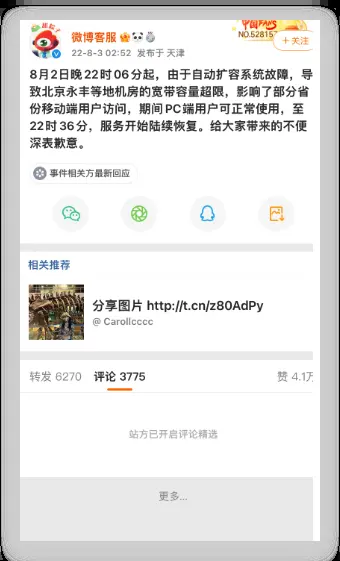 NO.528157
微博客服
22-8-3 02:52 发布于 天津
+关注
8月2日晚22时06分起，由于自动扩容系统故障，导
致北京永丰等地机房的宽带容量超限，影响了部分省
份移动端用户访问，期间PC端用户可正常使用，至
22时36分，服务开始陆续恢复。给大家带来的不便
深表歉意。
事件相关方最新回应
相关推荐
分享图片 http://t.cn/z80AdPy
@ Carollcccc
转发 6270 评论 3775 赞 4.1万
站方已开启评论精选
更多...